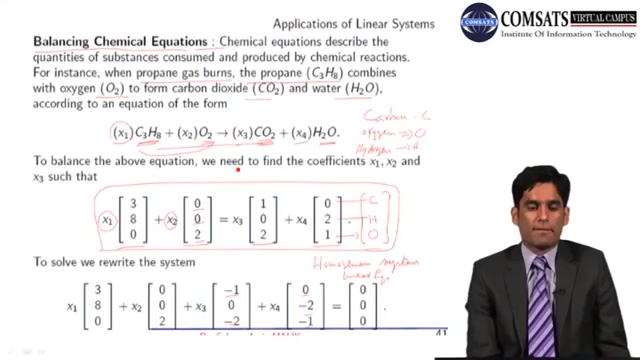 Applications of Linear Systems
COMSATS VIRTUAL CAMPUS
Institute Of Information Technology
Balancing Chemical Equations : Chemical equations describe the
quantities of substances consumed and produced by chemical reactions.
For instance, when propane gas burns, the propane (C₃H₈) combines
with oxygen (O₂) to form carbon dioxide (CO₂) and water (H₂O),
according to an equation of the form
Carbon - C
(x₁)C₃H₈ + (x₂)O₂ → (x₃)CO₂ + (x₄)H₂O.
oxygen ⇒ O
Hydrogen → H
To balance the above equation, we need to find the coefficients x₁, x₂ and
x₃ such that
x₁ [3 8 0] + x₂ [0 0 2] = x₃ [1 0 2] + x₄ [0 2 1] [C H O]
To solve we rewrite the system
Homogeneous system
linear Eqs
x₁ [3 8 0] + x₂ [0 0 2] + x₃ [−1 0 −2] + x₄ [0 −2 −1] = [0 0 0].